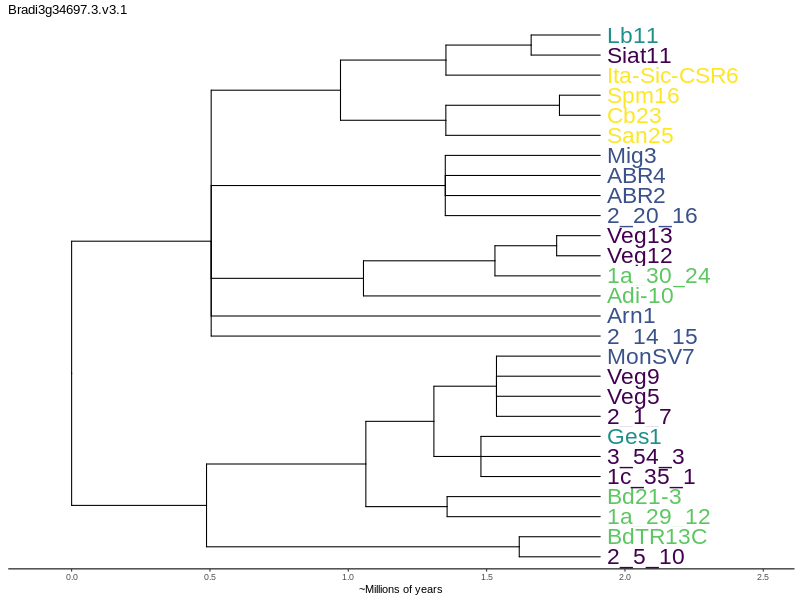 Bradi3g34697.3.v3.1
Lb11
Siat11
Ita-Sic-CSR6
Spm16
Cb23
San25
Mig3
ABR4
ABR2
2_20_16
Veg13
Veg12
1a_30_24
Adi-10
Arn1
2_14_15
MonSV7
Veg9
Veg5
2_1_7
Ges1
3_54_3
1c_35_1
Bd21-3
1a_29_12
BdTR13C
2_5_10
0.0 0.5 1.0 1.5 2.0 2.5
~Millions of years